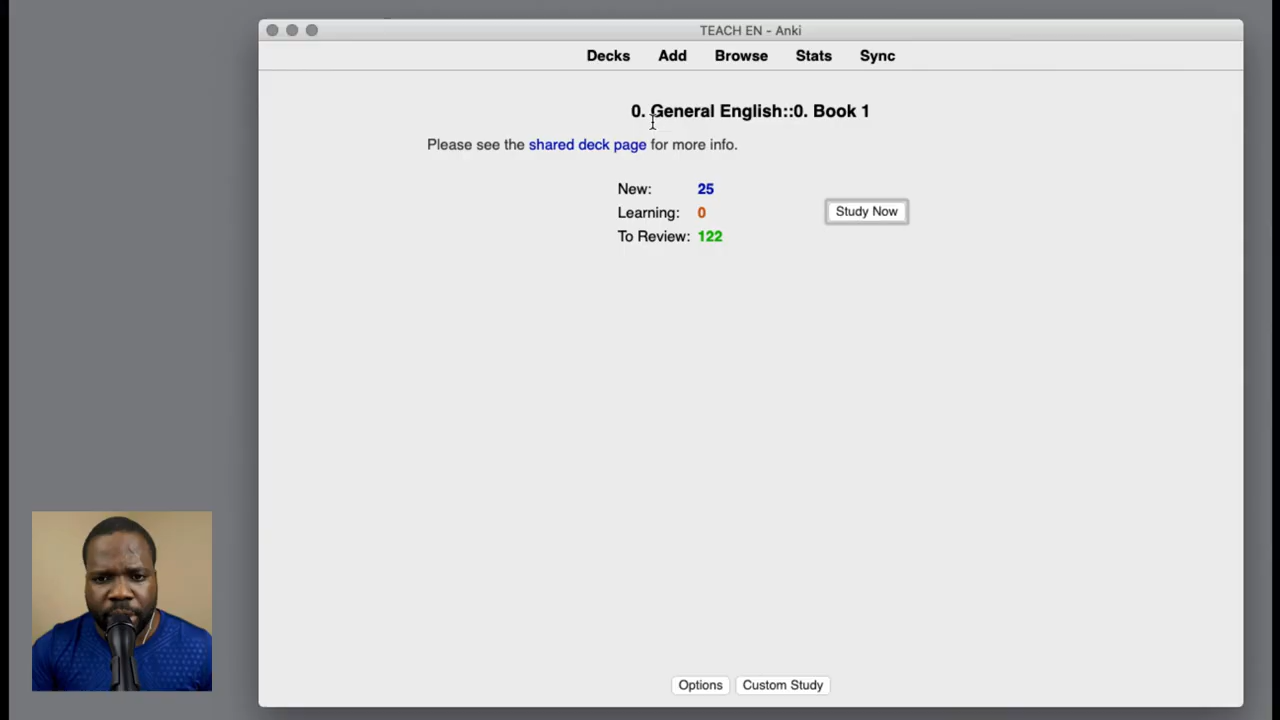 TEACH EN - Anki
Decks Add Browse Stats Sync
0. General English::0. Book 1
Please see the shared deck page for more info.
New: 25
Learning: 0
Study Now
To Review: 122
Options Custom Study